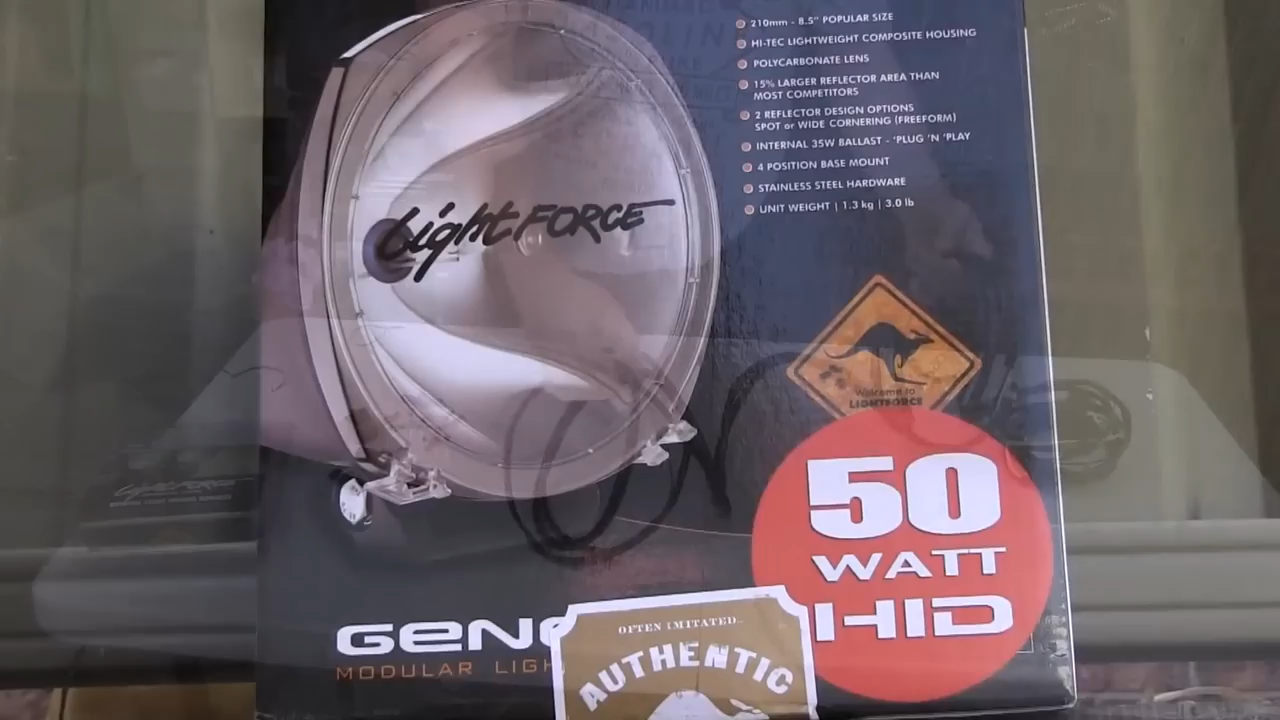 210mm - 8.5" POPULAR SIZE
HI-TEC LIGHTWEIGHT COMPOSITE HOUSING
POLYCARBONATE LENS
15% LARGER REFLECTOR AREA THAN
MOST COMPETITORS
2 REFLECTOR DESIGN OPTIONS
SPOT or WIDE CORNERING (FREEFORM)
INTERNAL 35W BALLAST - 'PLUG 'N 'PLAY
4 POSITION BASE MOUNT
STAINLESS STEEL HARDWARE
UNIT WEIGHT | 1.3 kg | 3.0 lb
LightFORCE
Welcome to
LIGHTFORCE
50
WATT
HID
GEN
MODULAR LIGH
OFTEN IMITATED..
AUTHENTIC